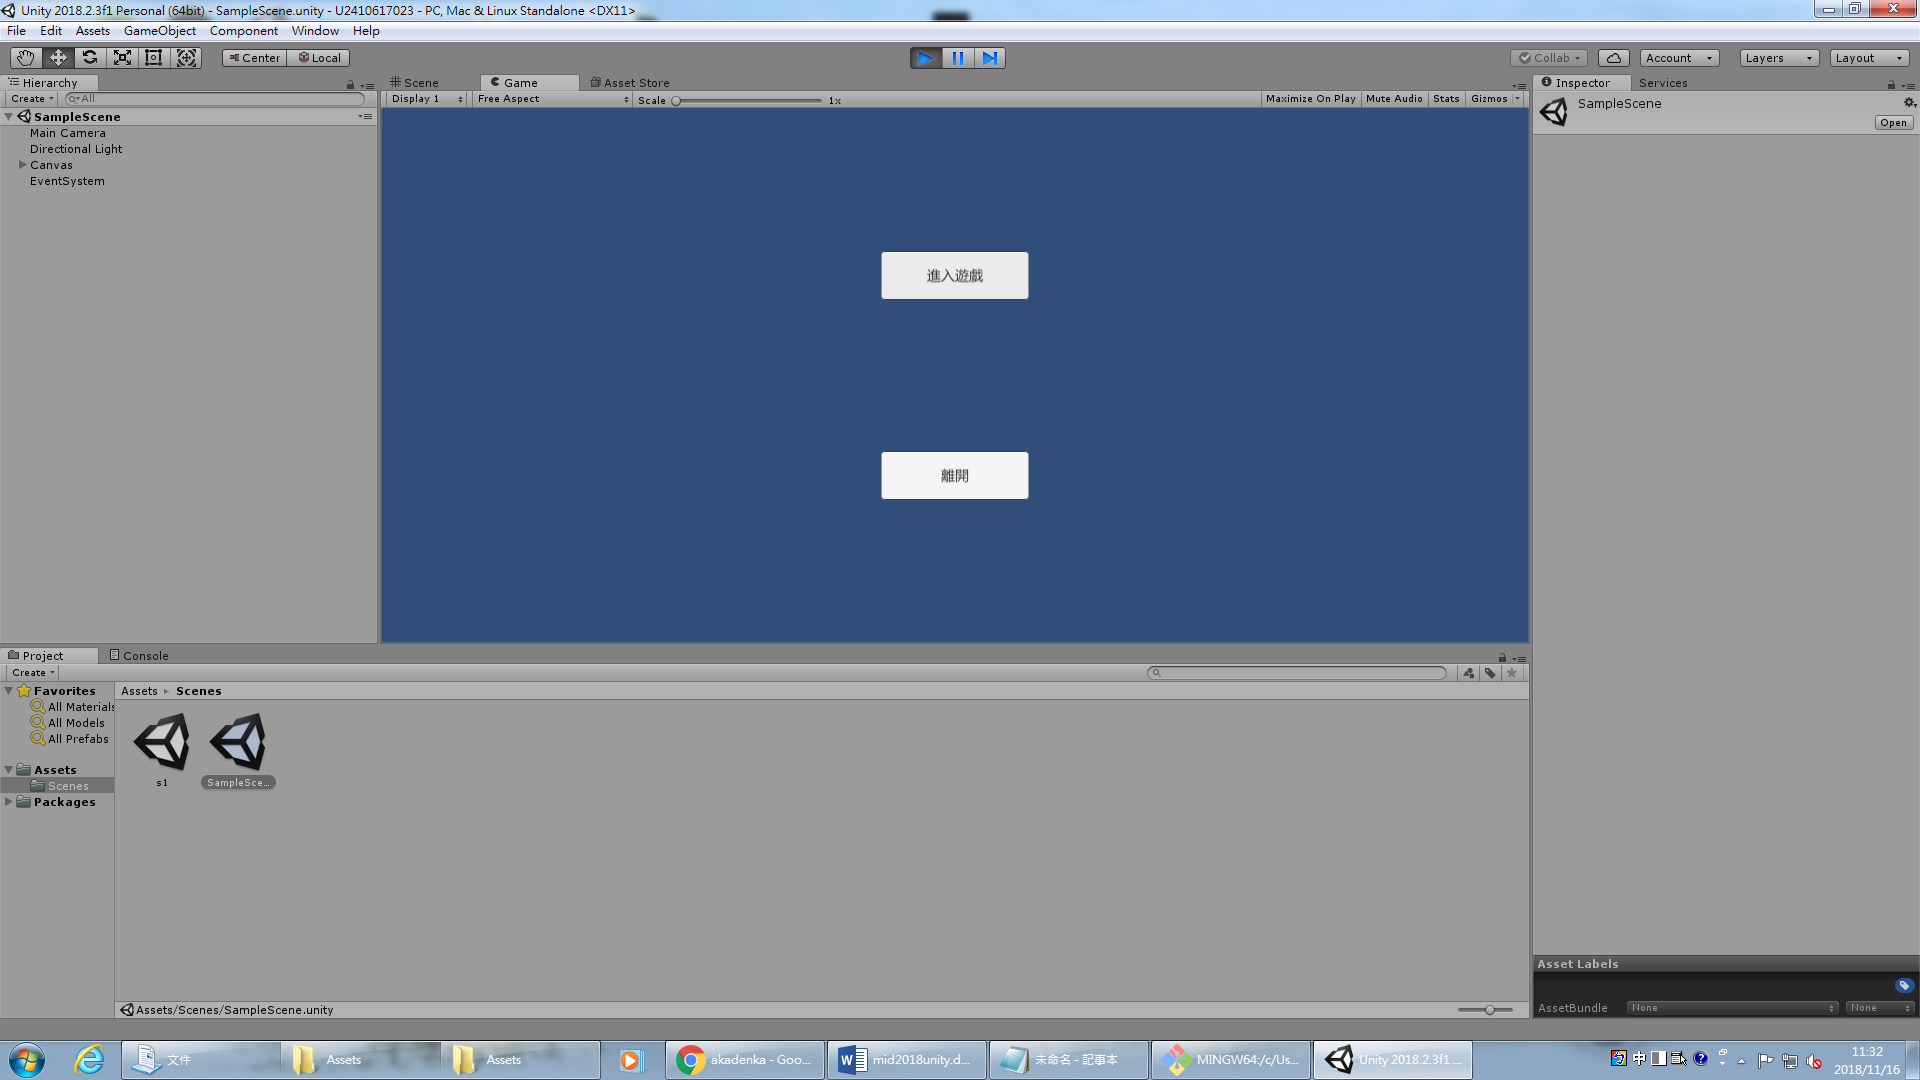 Unity 2018.2.3f1 Personal (64bit) - SampleScene.unity - U2410617023 - PC, Mac & Linux Standalone <DX11>
File Edit Assets GameObject Component Window Help
Center Local Collab Account Layers Layout
Hierarchy
Create All
SampleScene
Main Camera
Directional Light
Canvas
EventSystem
Scene Game Asset Store
Display 1 Free Aspect Scale 1x Maximize On Play Mute Audio Stats Gizmos
進入遊戲
離開
Inspector Services
SampleScene
Open
Project Console
Create
Favorites
All Materials
All Models
All Prefabs
Assets
Scenes
Packages
Assets Scenes
s1 SampleSce...
Assets/Scenes/SampleScene.unity
Asset Labels
AssetBundle None None
文件 Assets Assets akadenka - Goo... mid2018unity.d... 未命名 - 記事本 MINGW64:/c/Us... Unity 2018.2.3f1 ...
中
11:32
2018/11/16